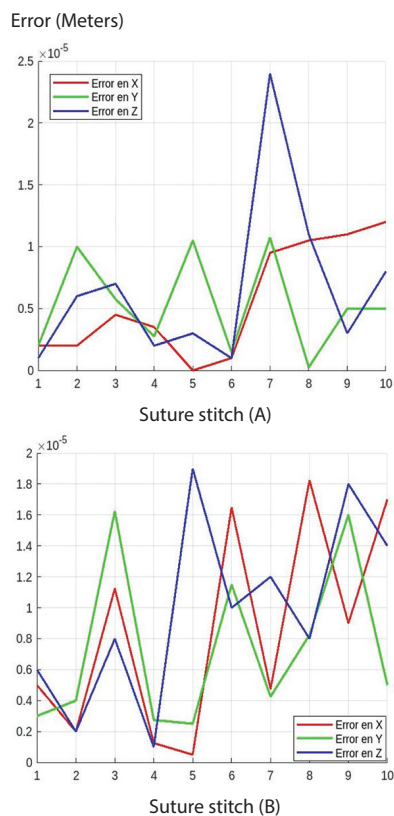 Error (Meters)
×10⁻⁵
2.5
Error en X
Error en Y
Error en Z
2
1.5
1
0.5
0
1 2 3 4 5 6 7 8 9 10
Suture stitch (A)
×10⁻⁵
2
1.8
1.6
1.4
1.2
1
0.8
0.6
0.4
Error en X
0.2
Error en Y
Error en Z
0
1 2 3 4 5 6 7 8 9 10
Suture stitch (B)